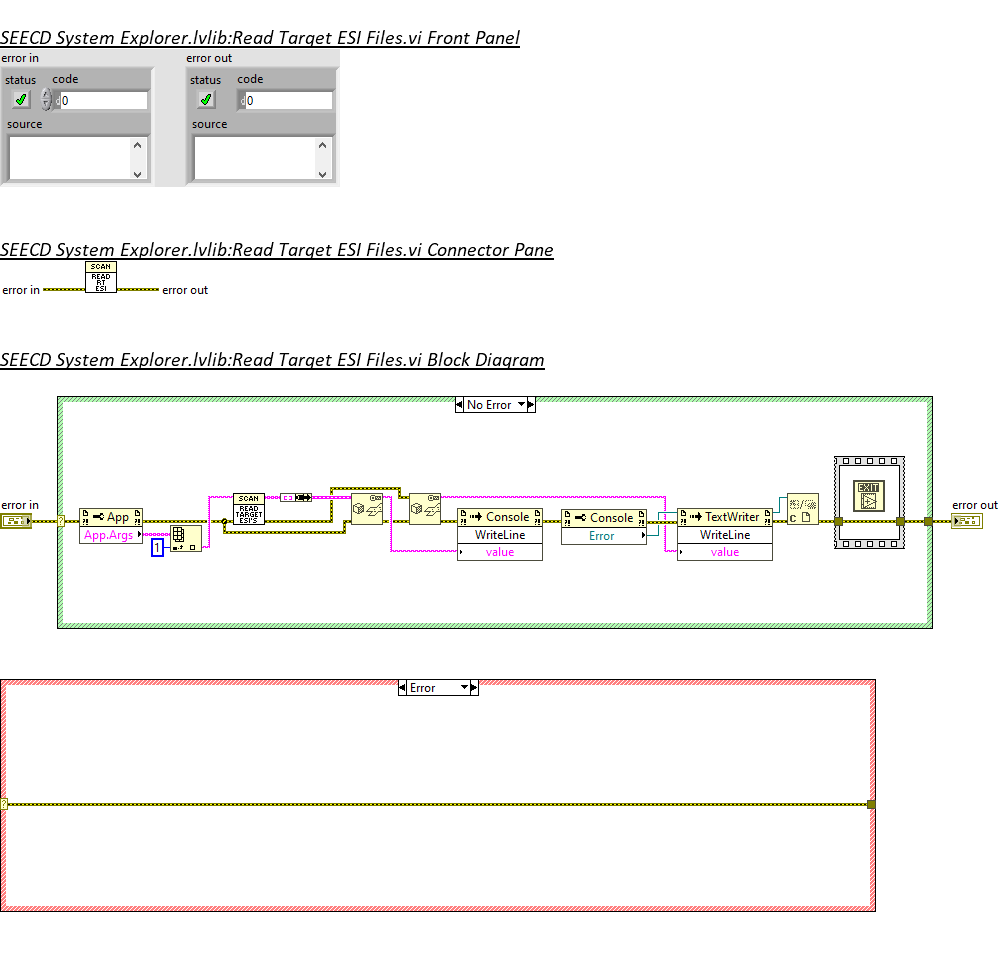 SEECD System Explorer.lvlib:Read Target ESI Files.vi Front Panel
error in
error out
status code
status code
0
0
source
source
SEECD System Explorer.lvlib:Read Target ESI Files.vi Connector Pane
SCAN
READ
RT
ESI
error in
error out
SEECD System Explorer.lvlib:Read Target ESI Files.vi Block Diagram
No Error
error in
App
App.Args
1
SCAN
READ
TARGET
ESI'S
Console
WriteLine
value
Console
Error
TextWriter
WriteLine
value
C
EXIT
error out
Error